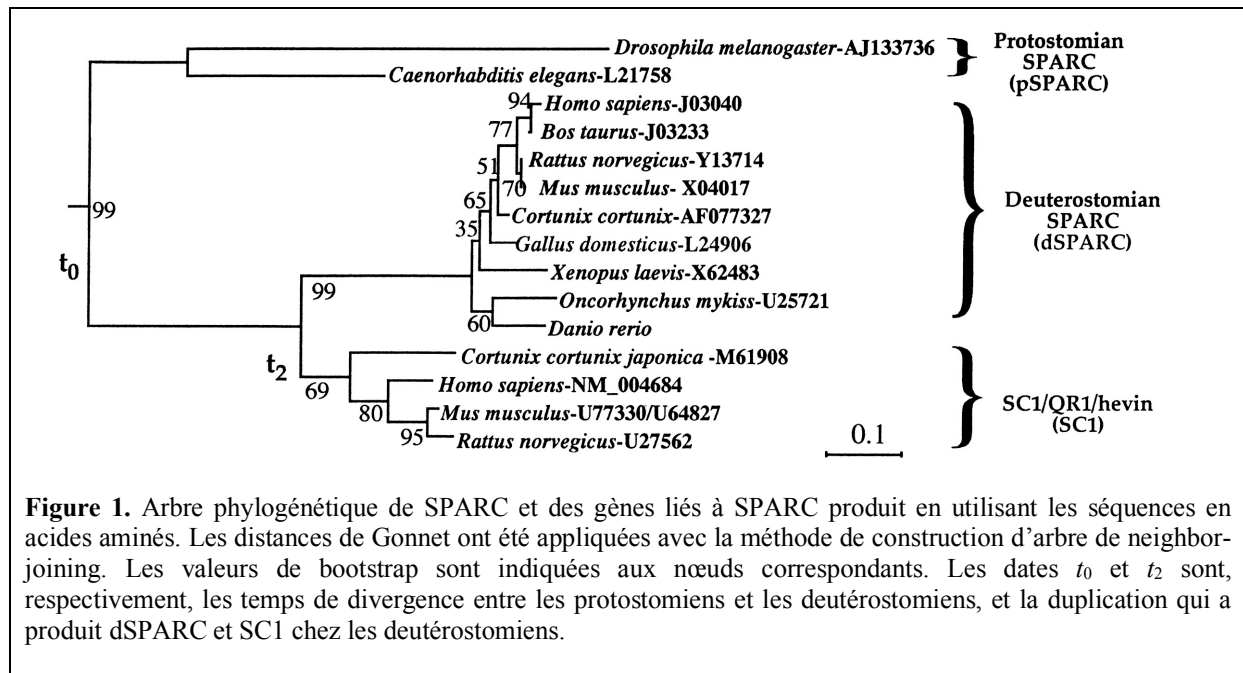 Drosophila melanogaster-AJ133736
Caenorhabditis elegans-L21758
Protostomian
SPARC
(pSPARC)
94
Homo sapiens-J03040
77
Bos taurus-J03233
51
Rattus norvegicus-Y13714
70
Mus musculus- X04017
65
Cortunix cortunix-AF077327
35
Gallus domesticus-L24906
Xenopus laevis-X62483
Oncorhynchus mykiss-U25721
60
Danio rerio
Deuterostomian
SPARC
(dSPARC)
99
t0
99
t2
69
Cortunix cortunix japonica -M61908
Homo sapiens-NM_004684
80
Mus musculus-U77330/U64827
95
Rattus norvegicus-U27562
SC1/QR1/hevin
(SC1)
0.1
Figure 1. Arbre phylogénétique de SPARC et des gènes liés à SPARC produit en utilisant les séquences en
acides aminés. Les distances de Gonnet ont été appliquées avec la méthode de construction d'arbre de neighbor-
joining. Les valeurs de bootstrap sont indiquées aux nœuds correspondants. Les dates t0 et t2 sont,
respectivement, les temps de divergence entre les protostomiens et les deutérostomiens, et la duplication qui a
produit dSPARC et SC1 chez les deutérostomiens.